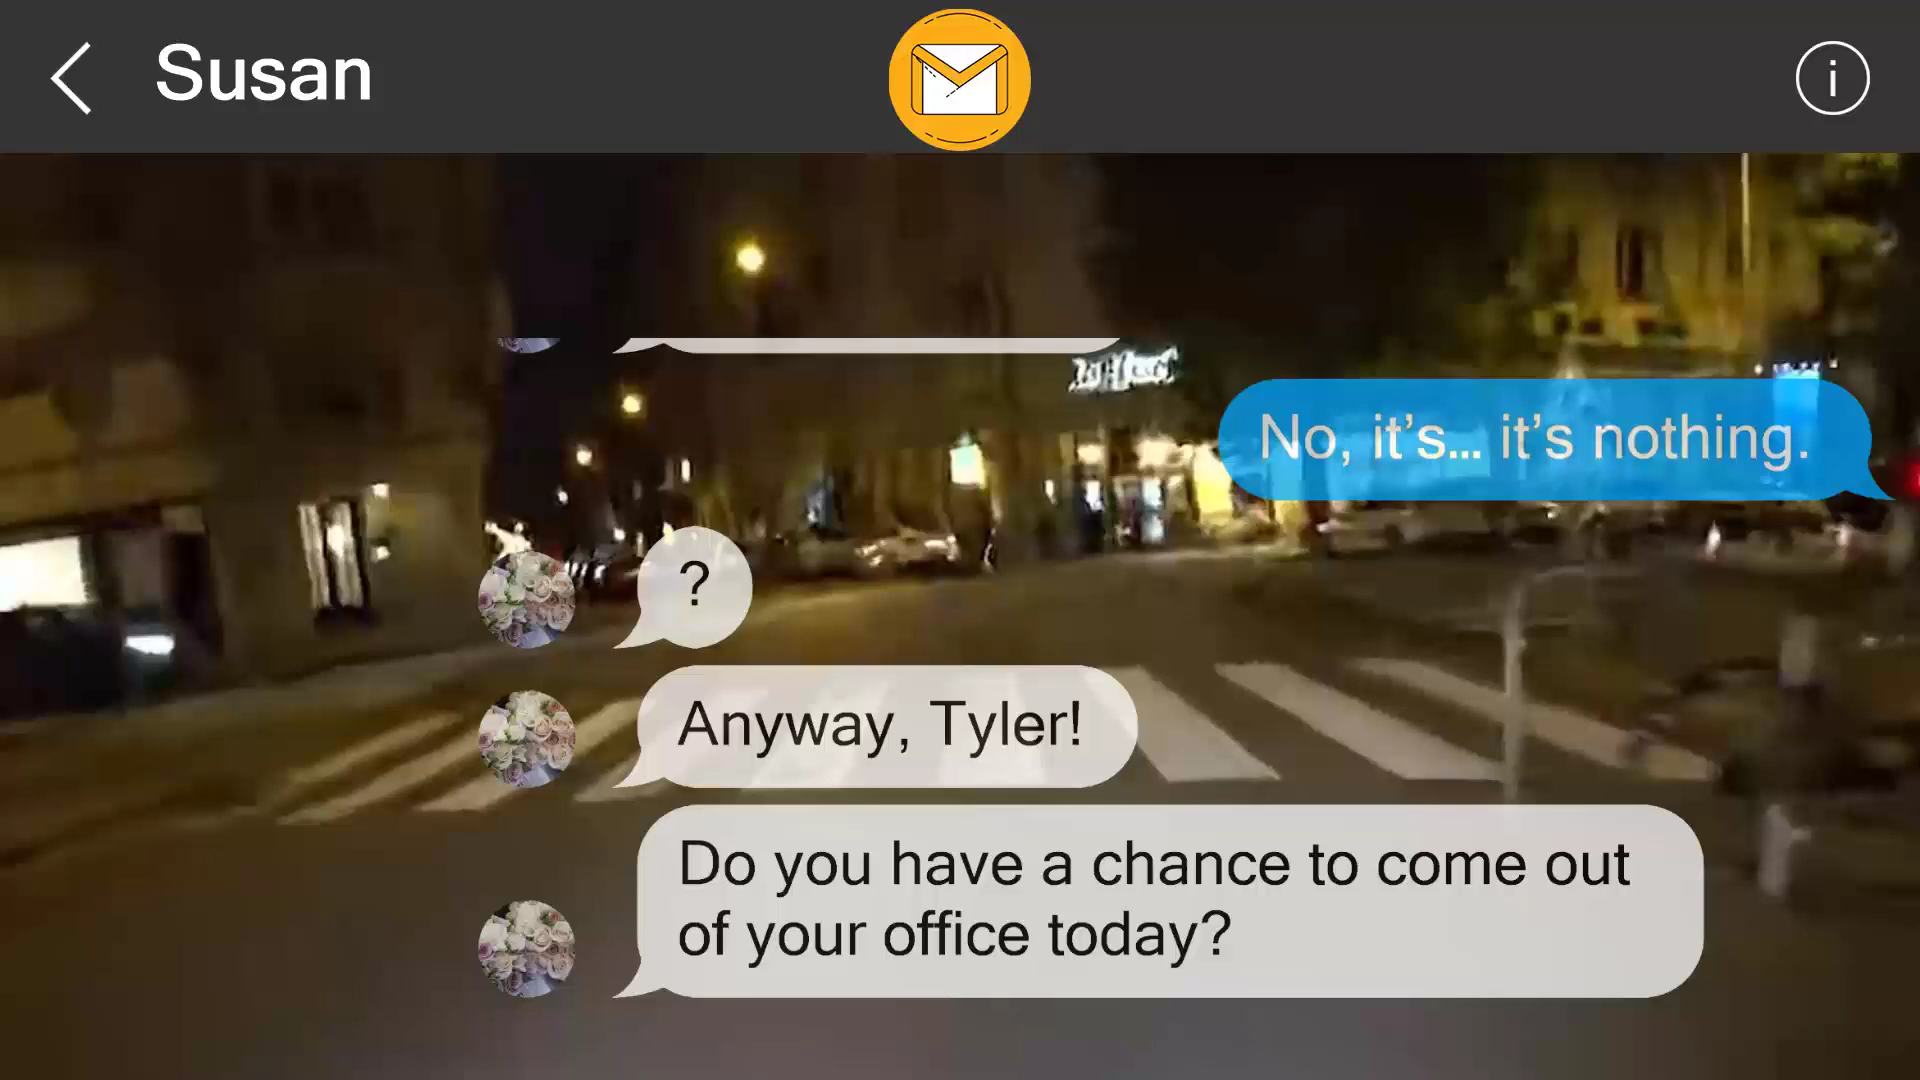 Susan
i
No, it’s... it’s nothing.
?
Anyway, Tyler!
Do you have a chance to come out
of your office today?